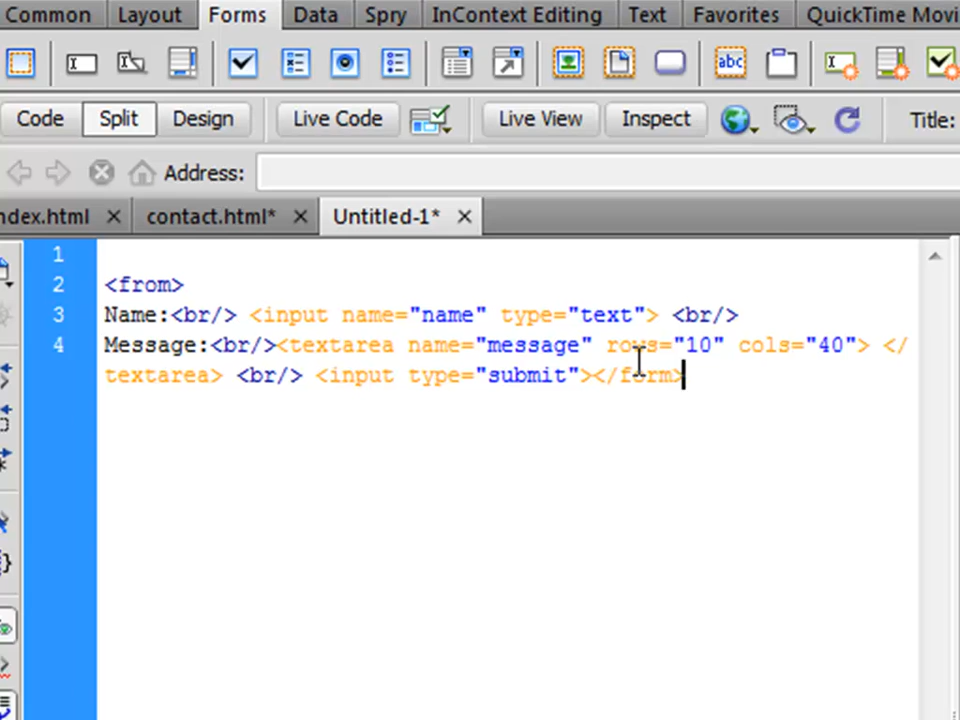 Common Layout Forms Data Spry InContext Editing Text Favorites QuickTime Movi
abc
Code Split Design Live Code Live View Inspect Title:
Address:
ndex.html contact.html* Untitled-1*
1
2 <from>
3 Name:<br/> <input name="name" type="text"> <br/>
4 Message:<br/><textarea name="message" rows="10" cols="40"> </
textarea> <br/> <input type="submit"></form>